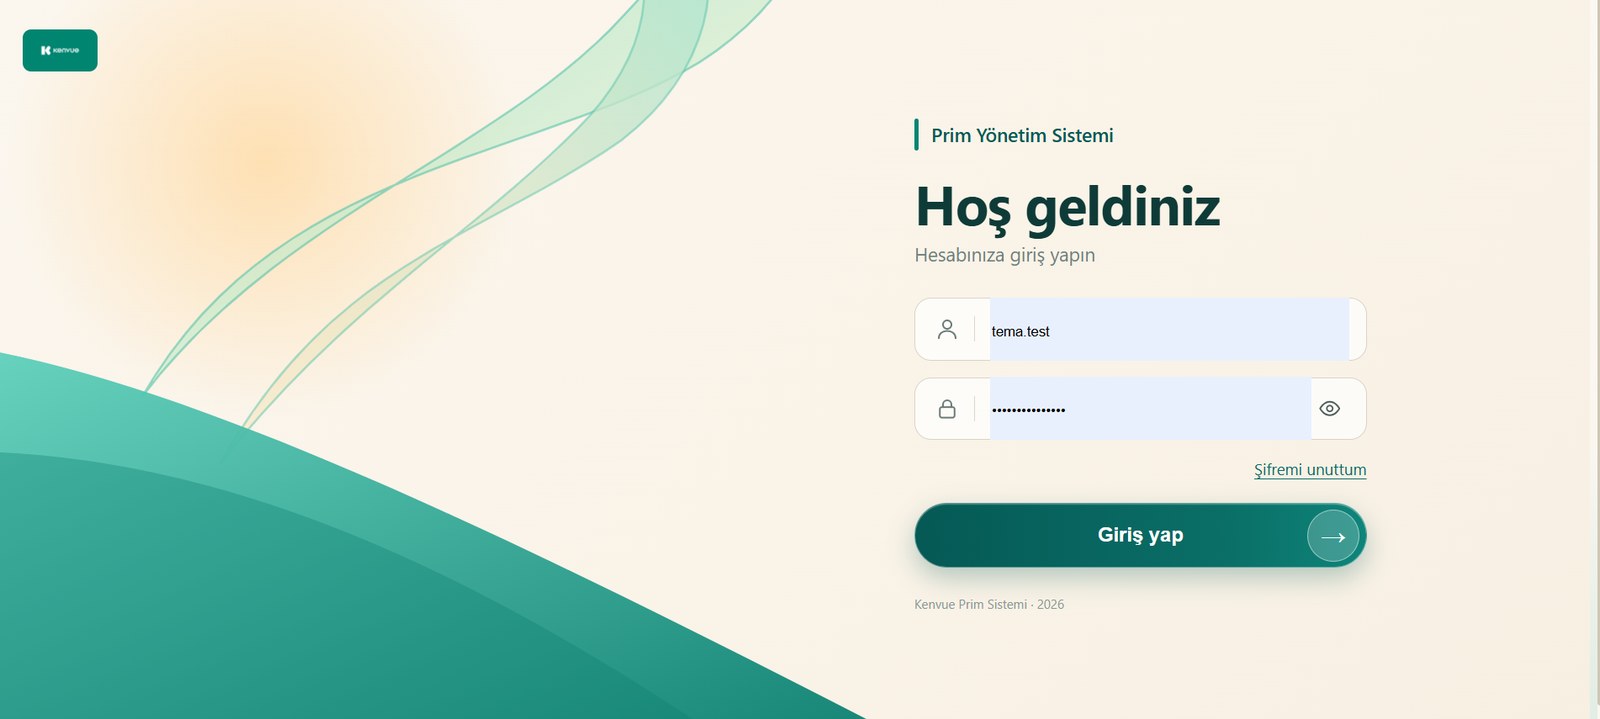 kenvue
Prim Yönetim Sistemi
Hoş geldiniz
Hesabınıza giriş yapın
tema.test
•••••••••••••••
Şifremi unuttum
Giriş yap →
Kenvue Prim Sistemi · 2026